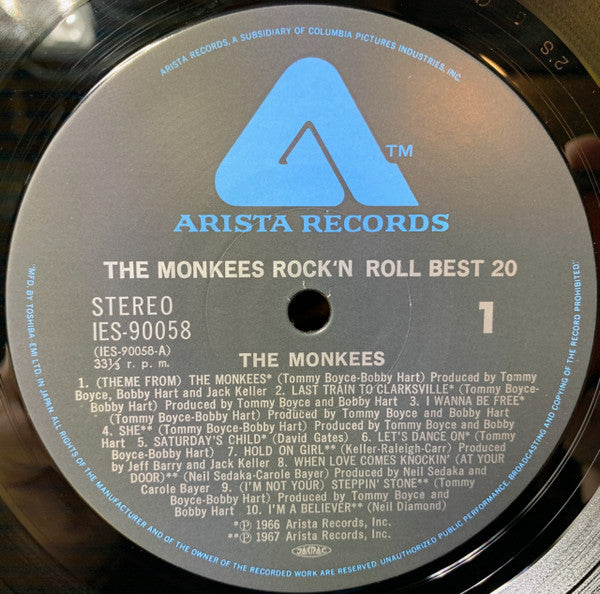 ARISTA RECORDS, A SUBSIDIARY OF COLUMBIA PICTURES INDUSTRIES, INC.
TM
ARISTA RECORDS
THE MONKEES ROCK'N ROLL BEST 20
STEREO
IES-90058
1
(IES-90058-A)
33⅓ r. p. m.
THE MONKEES
1. (THEME FROM) THE MONKEES* (Tommy Boyce-Bobby Hart) Produced by Tommy
Boyce, Bobby Hart and Jack Keller 2. LAST TRAIN TO CLARKSVILLE* (Tommy Boyce-
Bobby Hart) Produced by Tommy Boyce and Bobby Hart 3. I WANNA BE FREE*
(Tommy Boyce-Bobby Hart) Produced by Tommy Boyce and Bobby Hart
4. SHE** (Tommy Boyce-Bobby Hart) Produced by Tommy Boyce and Bobby
Hart 5. SATURDAY'S CHILD* (David Gates) 6. LET'S DANCE ON* (Tommy
Boyce-Bobby Hart) 7. HOLD ON GIRL** (Keller-Raleigh-Carr) Produced
by Jeff Barry and Jack Keller 8. WHEN LOVE COMES KNOCKIN' (AT YOUR
DOOR)** (Neil Sedaka-Carole Bayer) Produced by Neil Sedaka and
Carole Bayer 9. (I'M NOT YOUR) STEPPIN' STONE** (Tommy
Boyce-Bobby Hart) Produced by Tommy Boyce and
Bobby Hart 10. I'M A BELIEVER** (Neil Diamond)
*Ⓟ 1966 Arista Records, Inc.
**Ⓟ 1967 Arista Records, Inc.
JASRAC
"MFD. BY TOSHIBA-EMI LTD. IN JAPAN. ALL RIGHTS OF THE MANUFACTURER AND OF THE OWNER OF THE RECORDED WORK ARE RESERVED. UNAUTHORIZED PUBLIC PERFORMANCE, BROADCASTING AND COPYING OF THE RECORD PROHIBITED."